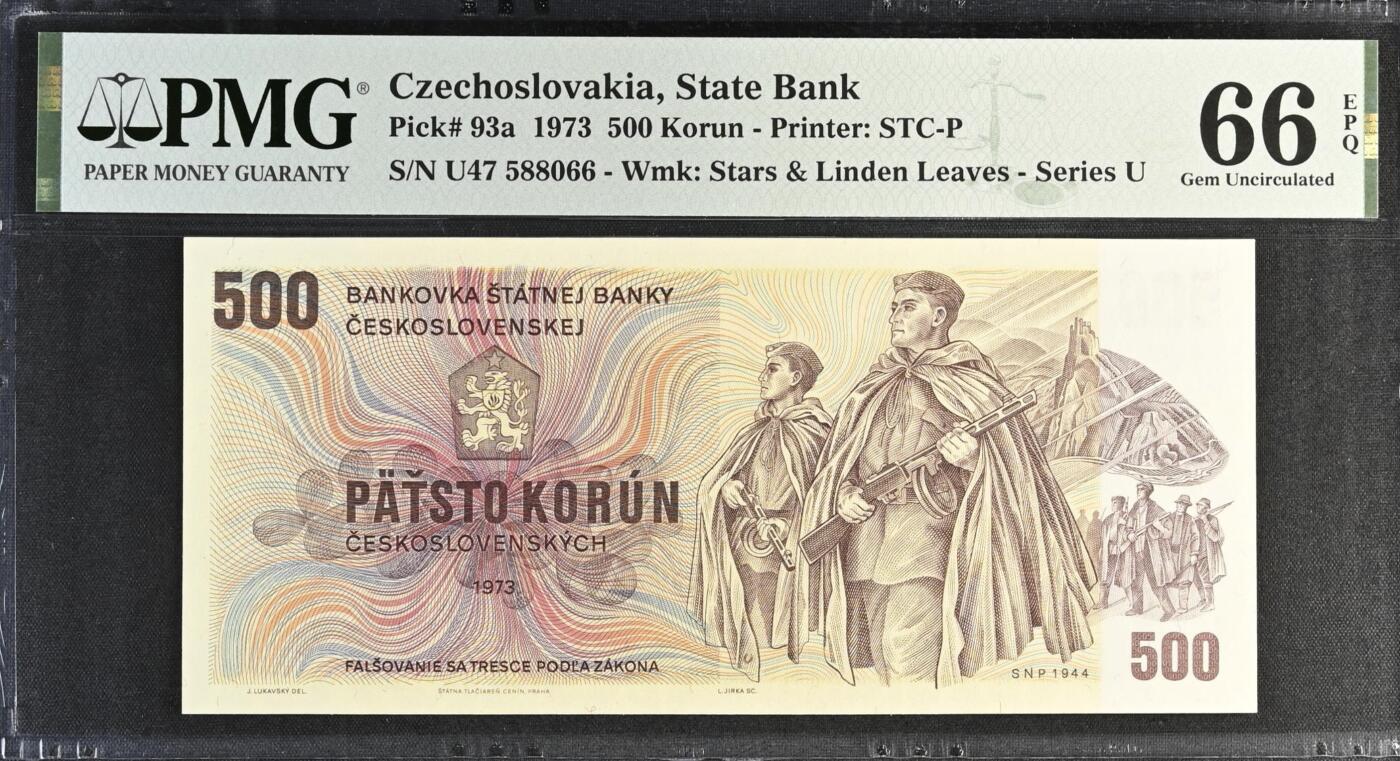 PMG®
PAPER MONEY GUARANTY
Czechoslovakia, State Bank
Pick# 93a 1973 500 Korun - Printer: STC-P
S/N U47 588066 - Wmk: Stars & Linden Leaves - Series U
66
EPQ
Gem Uncirculated
500
BANKOVKA ŠTÁTNEJ BANKY
ČESKOSLOVENSKEJ
PÄŤSTO KORÚN
ČESKOSLOVENSKÝCH
1973
FALŠOVANIE SA TRESCE PODĽA ZÁKONA
SNP 1944
500
J. LUKAVSKÝ DEL.
ŠTÁTNA TLAČIAREŇ CENÍN, PRAHA
L. JIRKA SC.